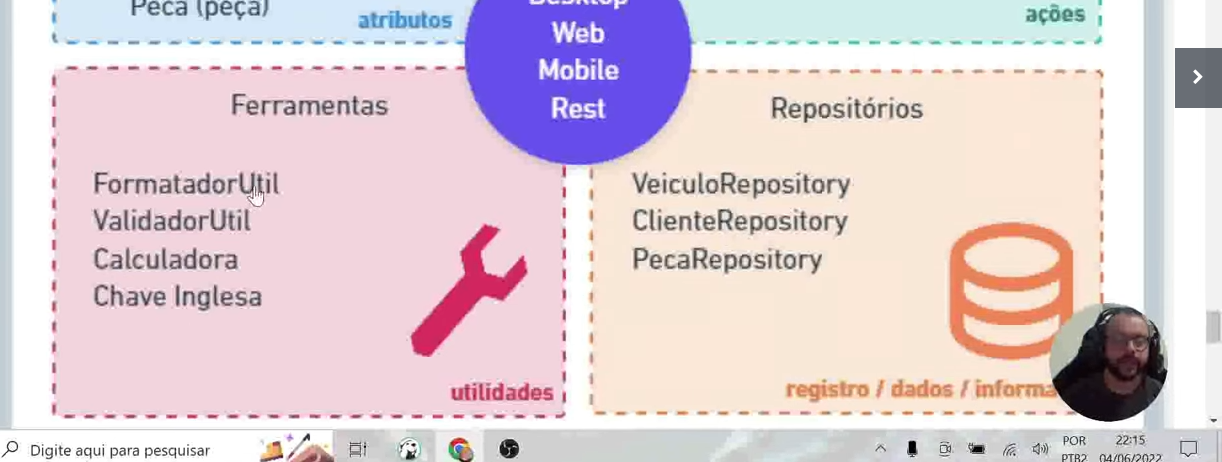 Peca (peça)
atributos
Desktop
Web
Mobile
Rest
ações
Ferramentas
FormatadorUtil
ValidadorUtil
Calculadora
Chave Inglesa
utilidades
Repositórios
VeiculoRepository
ClienteRepository
PecaRepository
registro / dados / informa
Digite aqui para pesquisar
POR
PTB2
22:15
04/06/2022